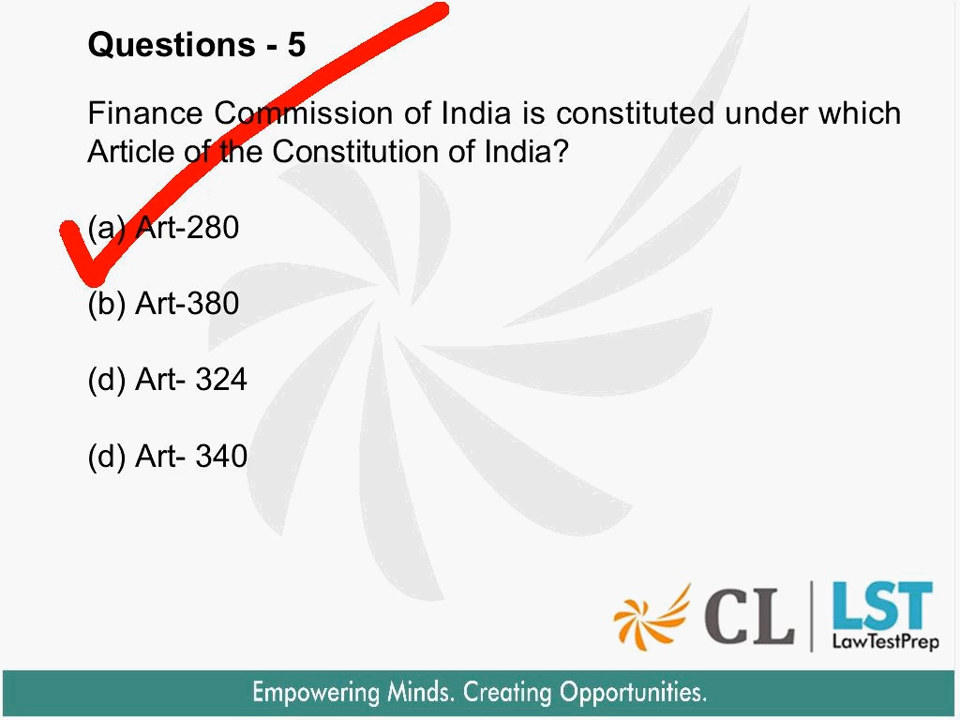 Questions - 5
Finance Commission of India is constituted under which
Article of the Constitution of India?
(a) Art-280
(b) Art-380
(d) Art- 324
(d) Art- 340
CL
LST
LawTestPrep
Empowering Minds. Creating Opportunities.